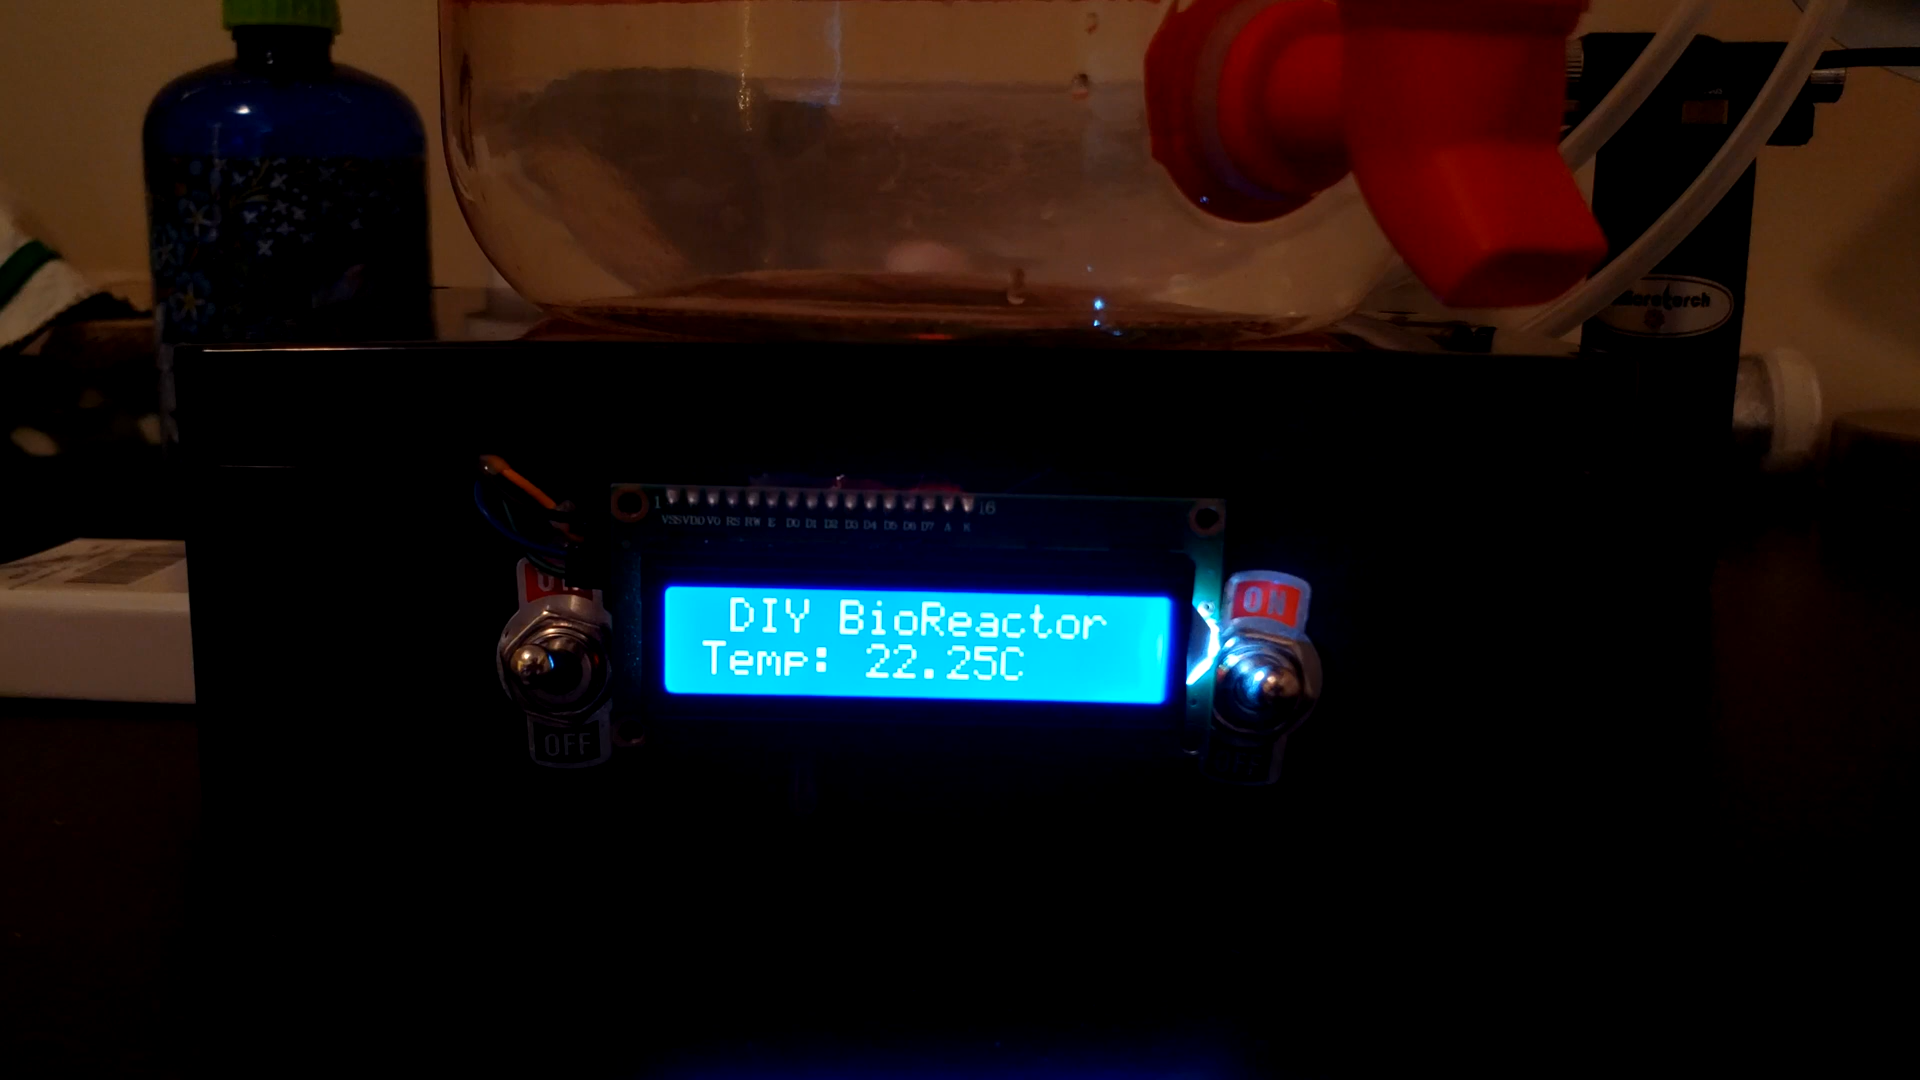 1 16
VSS VDD V0 RS RW E D0 D1 D2 D3 D4 D5 D6 D7 A K
ON
ON
DIY BioReactor
Temp: 22.25C
OFF